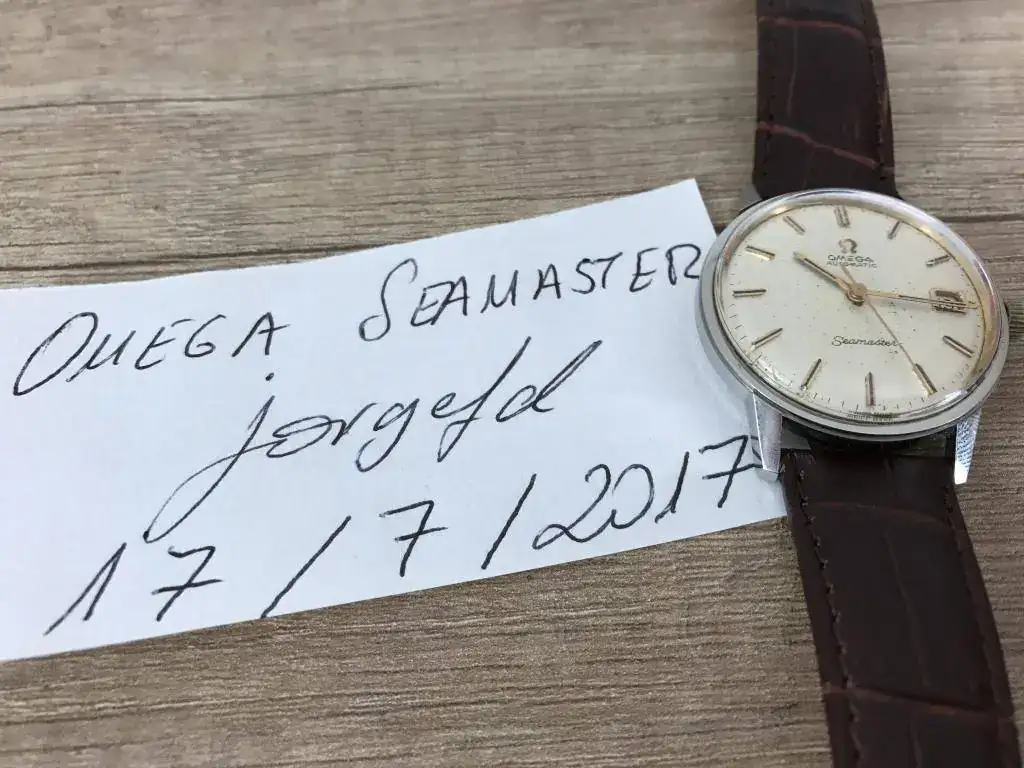 OMEGA SEAMASTER
jorgefd
17/7/2017
Ω
OMEGA
AUTOMATIC
Seamaster